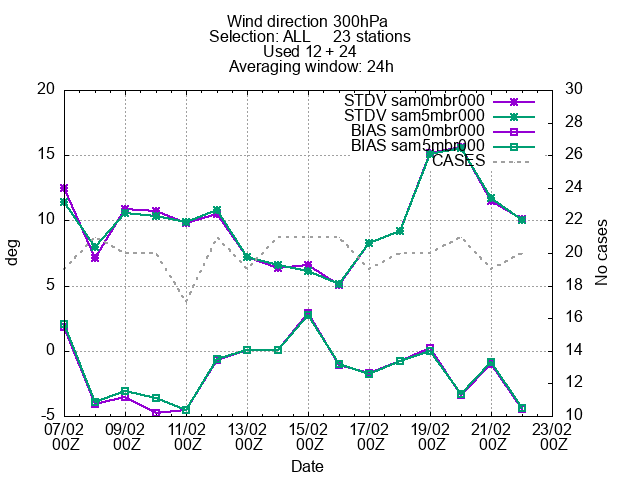 Wind direction 300hPa
Selection: ALL 23 stations
Used 12 + 24
Averaging window: 24h
20 30
STDV sam0mbr000
STDV sam5mbr000
BIAS sam0mbr000
BIAS sam5mbr000
CASES
28
15 26
24
10 22
deg
20
No cases
5 18
16
0 14
12
-5 10
07/02 09/02 11/02 13/02 15/02 17/02 19/02 21/02 23/02
00Z 00Z 00Z 00Z 00Z 00Z 00Z 00Z 00Z
Date